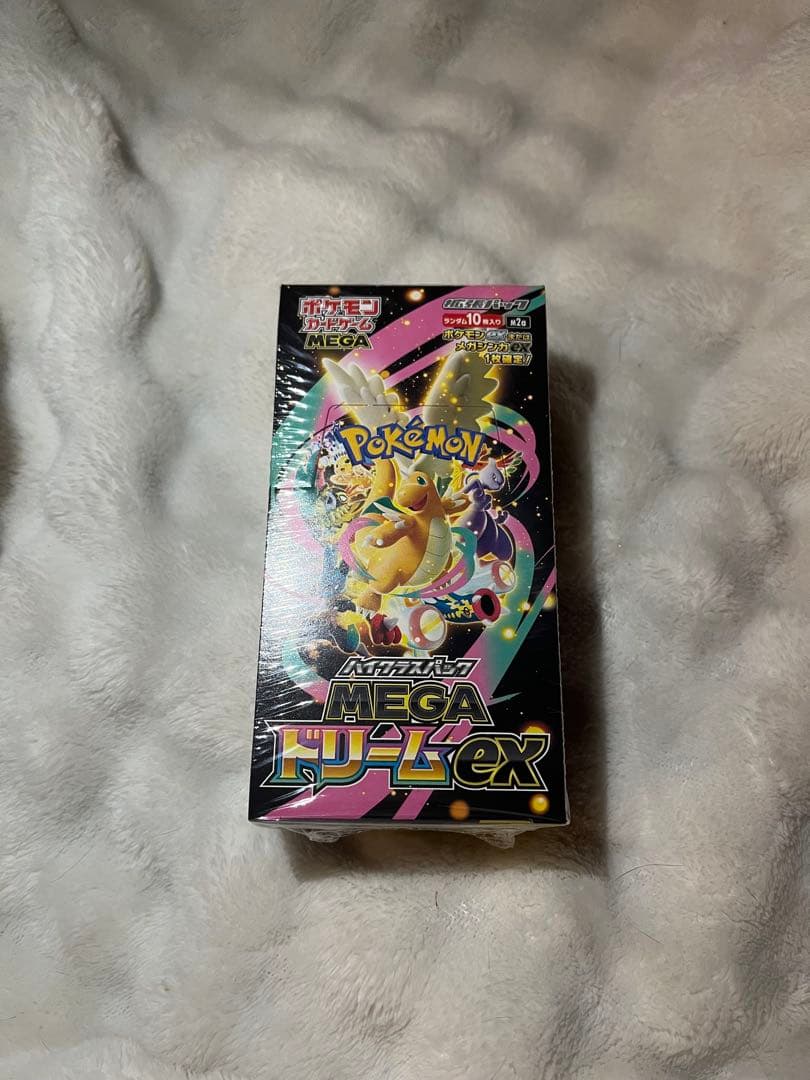 ポケモン
カードゲーム
MEGA
拡張パック
ランダム10枚入り
M2a
ポケモンexまたは
メガシンカex
1枚確定!
POKéMON
ハイクラスパック
MEGA
ドリームex